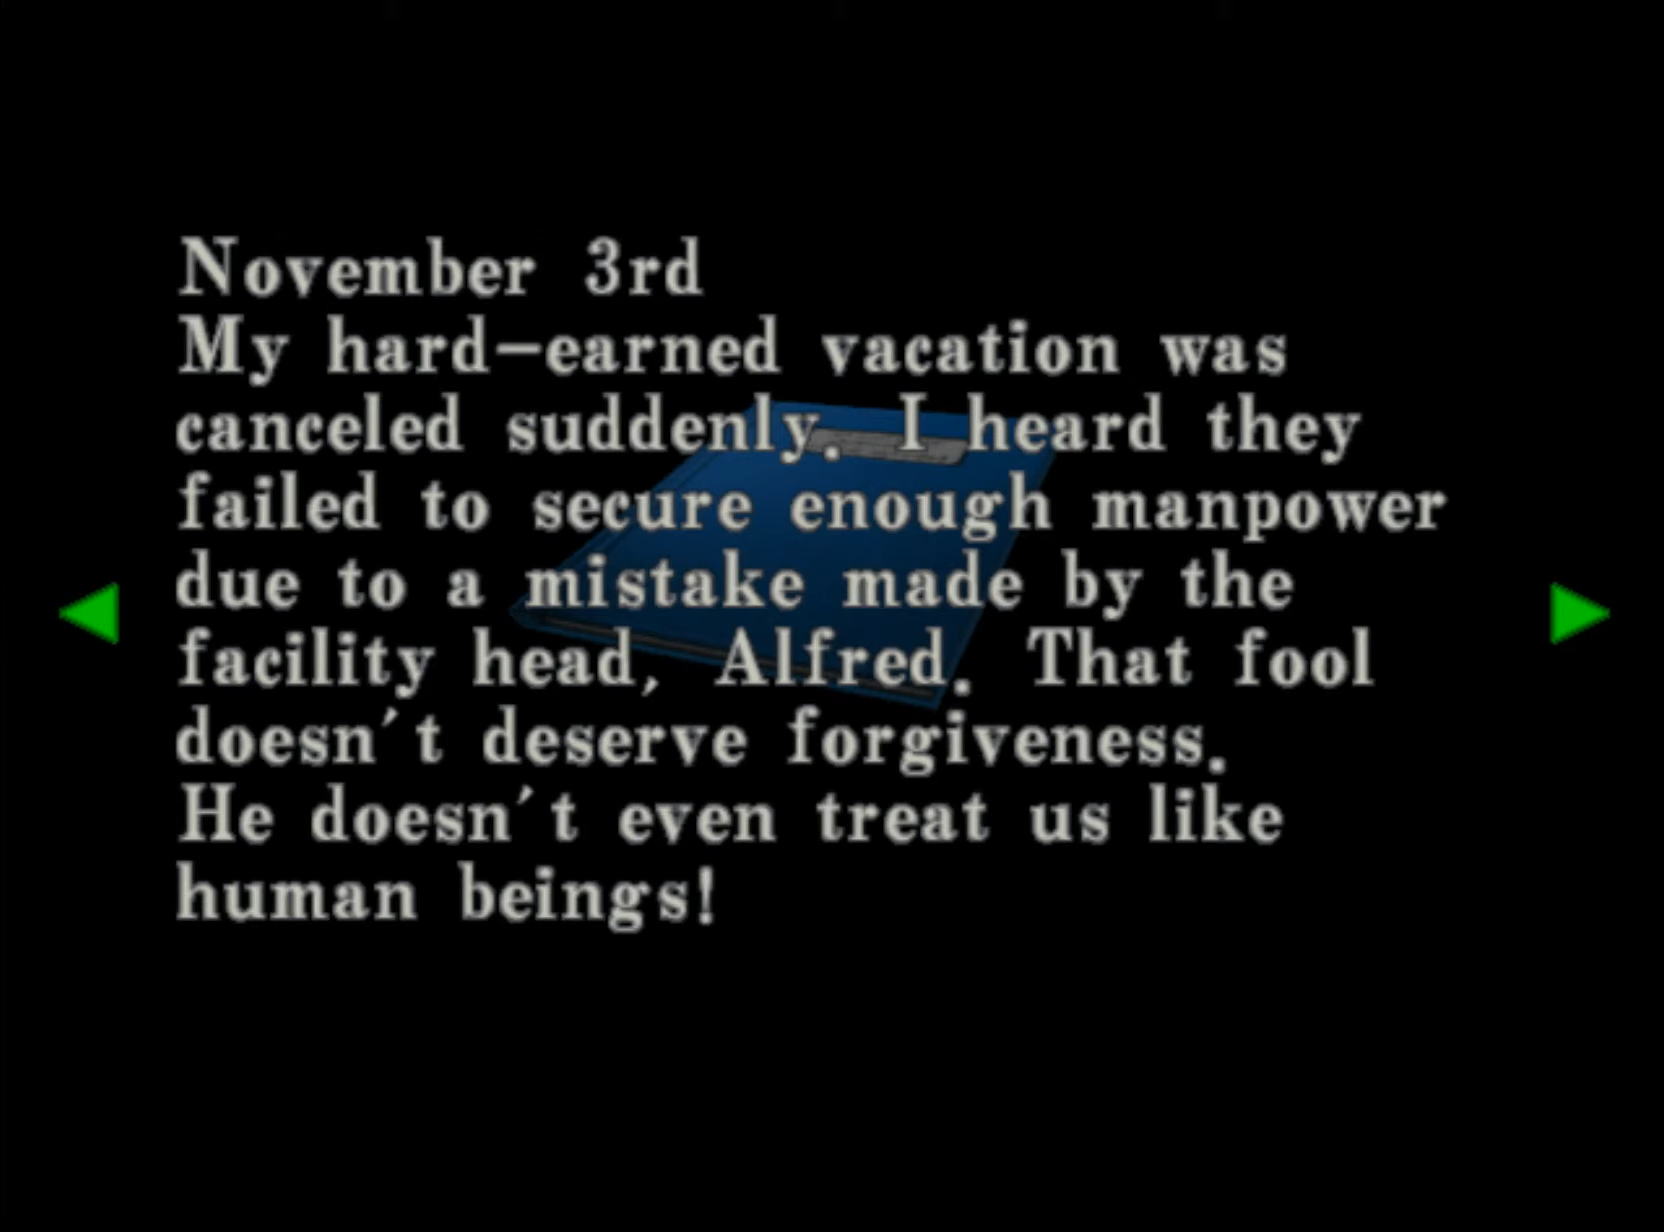 November 3rd
My hard-earned vacation was
canceled suddenly. I heard they
failed to secure enough manpower
due to a mistake made by the
facility head, Alfred. That fool
doesn't deserve forgiveness.
He doesn't even treat us like
human beings!